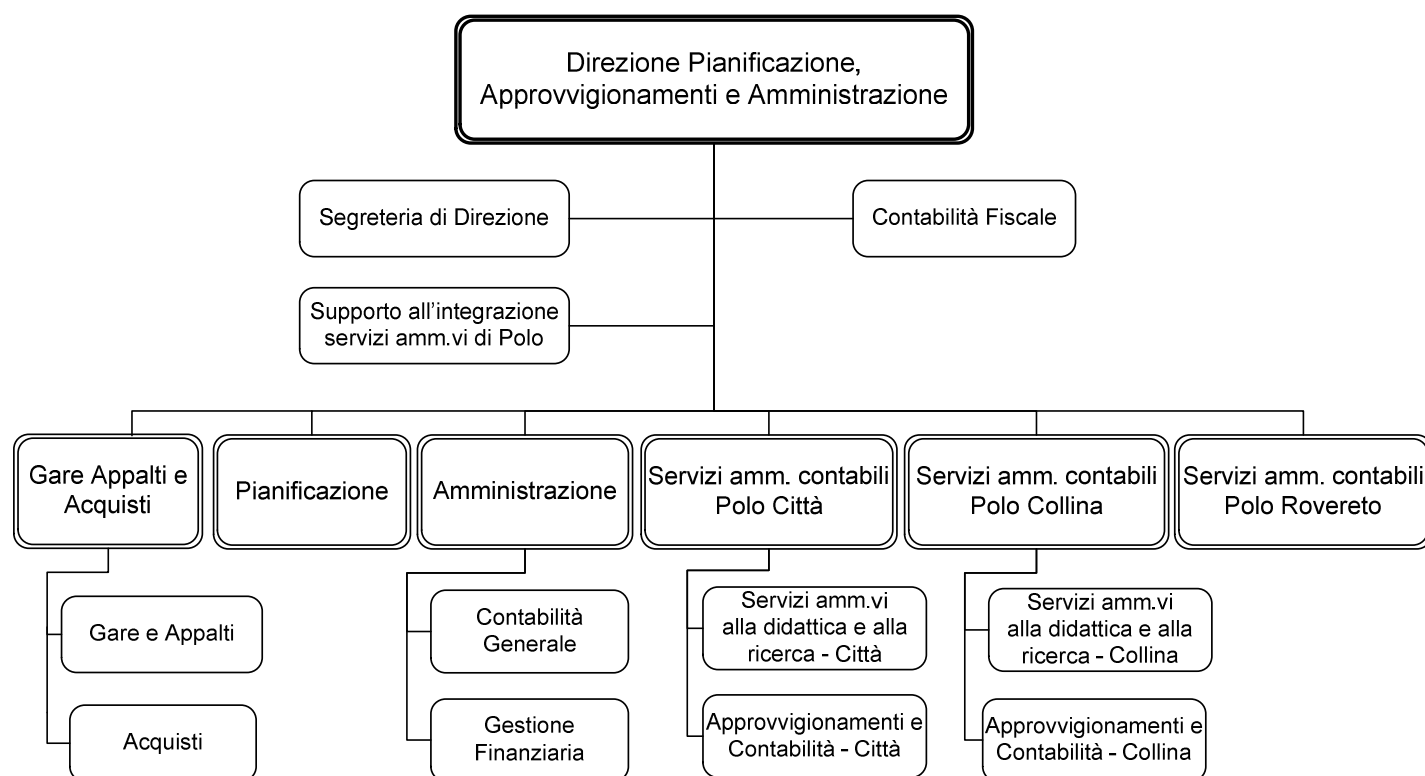 Direzione Pianificazione,
Approvvigionamenti e Amministrazione
Segreteria di Direzione
Contabilità Fiscale
Supporto all'integrazione
servizi amm.vi di Polo
Gare Appalti e
Acquisti
Pianificazione
Amministrazione
Servizi amm. contabili
Polo Città
Servizi amm. contabili
Polo Collina
Servizi amm. contabili
Polo Rovereto
Gare e Appalti
Contabilità
Generale
Servizi amm.vi
alla didattica e alla
ricerca - Città
Servizi amm.vi
alla didattica e alla
ricerca - Collina
Acquisti
Gestione
Finanziaria
Approvvigionamenti e
Contabilità - Città
Approvvigionamenti e
Contabilità - Collina